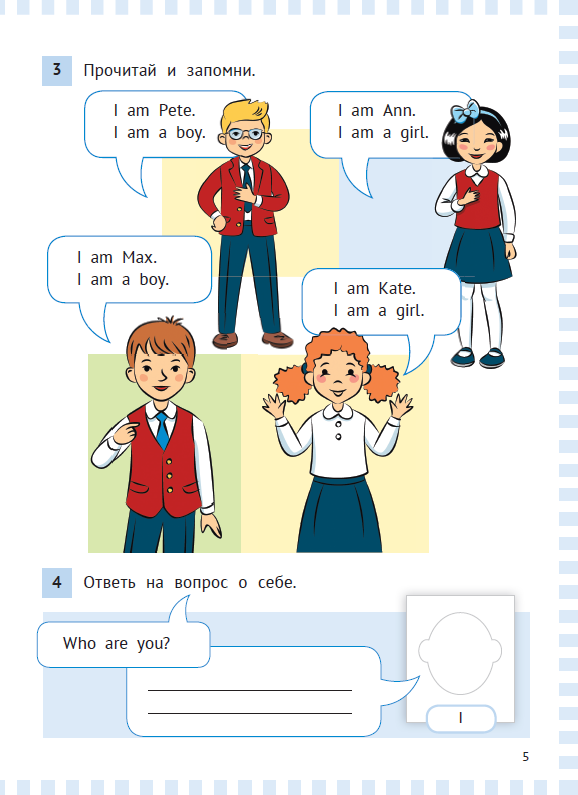 3 Прочитай и запомни.
I am Pete.
I am a boy.
I am Ann.
I am a girl.
I am Max.
I am a boy.
I am Kate.
I am a girl.
4 Ответь на вопрос о себе.
Who are you?
I
5